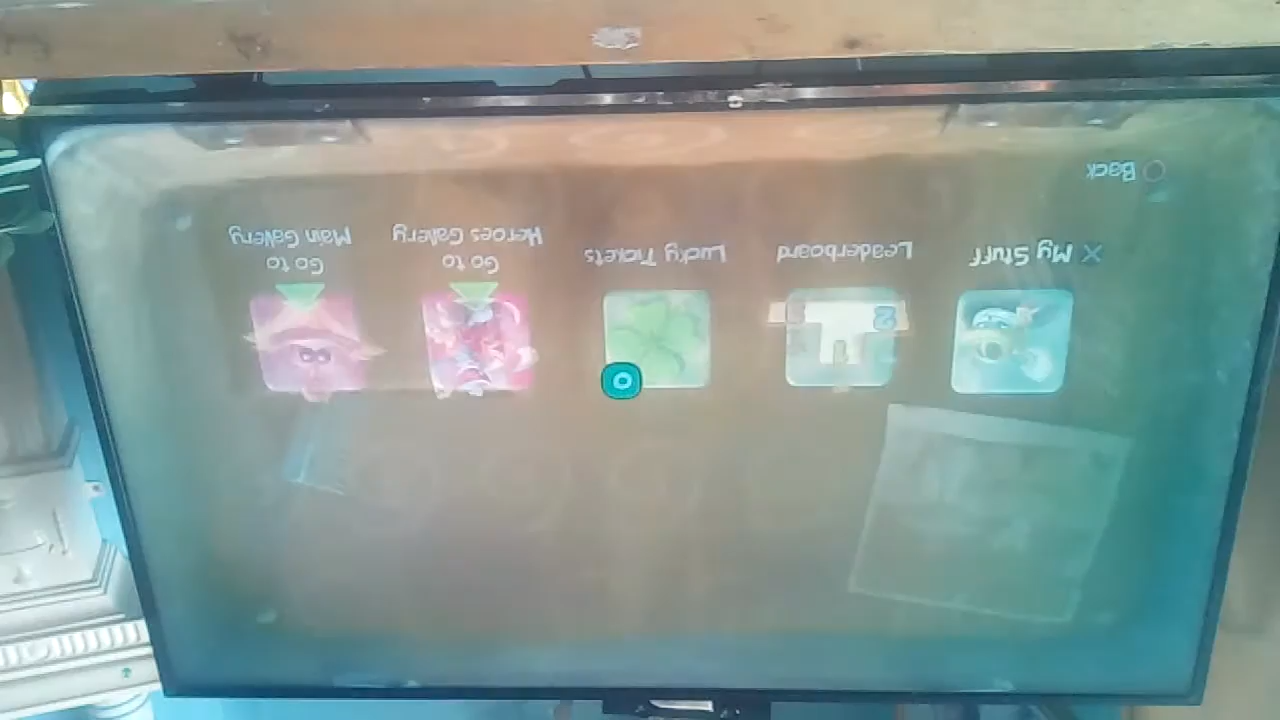 My Stuff
Leaderboard
Lucky Tickets
Go to
Heroes Gallery
Go to
Main Gallery
Back